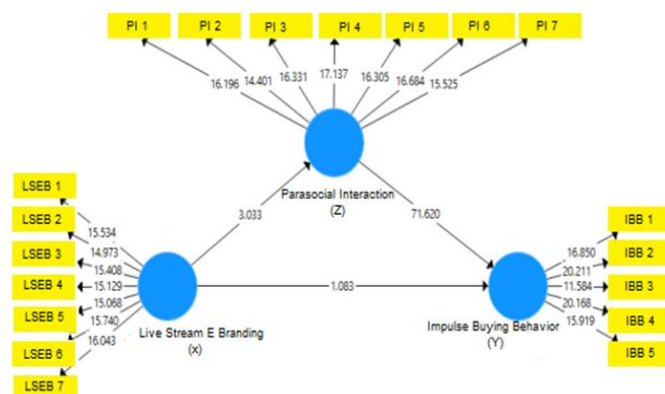 PI 1
PI 2
PI 3
PI 4
PI 5
PI 6
PI 7
16.196
14.401
16.331
17.137
16.305
16.684
15.525
Parasocial Interaction
(Z)
LSEB 1
LSEB 2
LSEB 3
LSEB 4
LSEB 5
LSEB 6
LSEB 7
15.534
14.973
15.408
15.129
15.068
15.740
16.043
3.033
71.620
1.083
Live Stream E Branding
(x)
Impulse Buying Behavior
(Y)
16.850
20.211
11.584
20.168
15.919
IBB 1
IBB 2
IBB 3
IBB 4
IBB 5